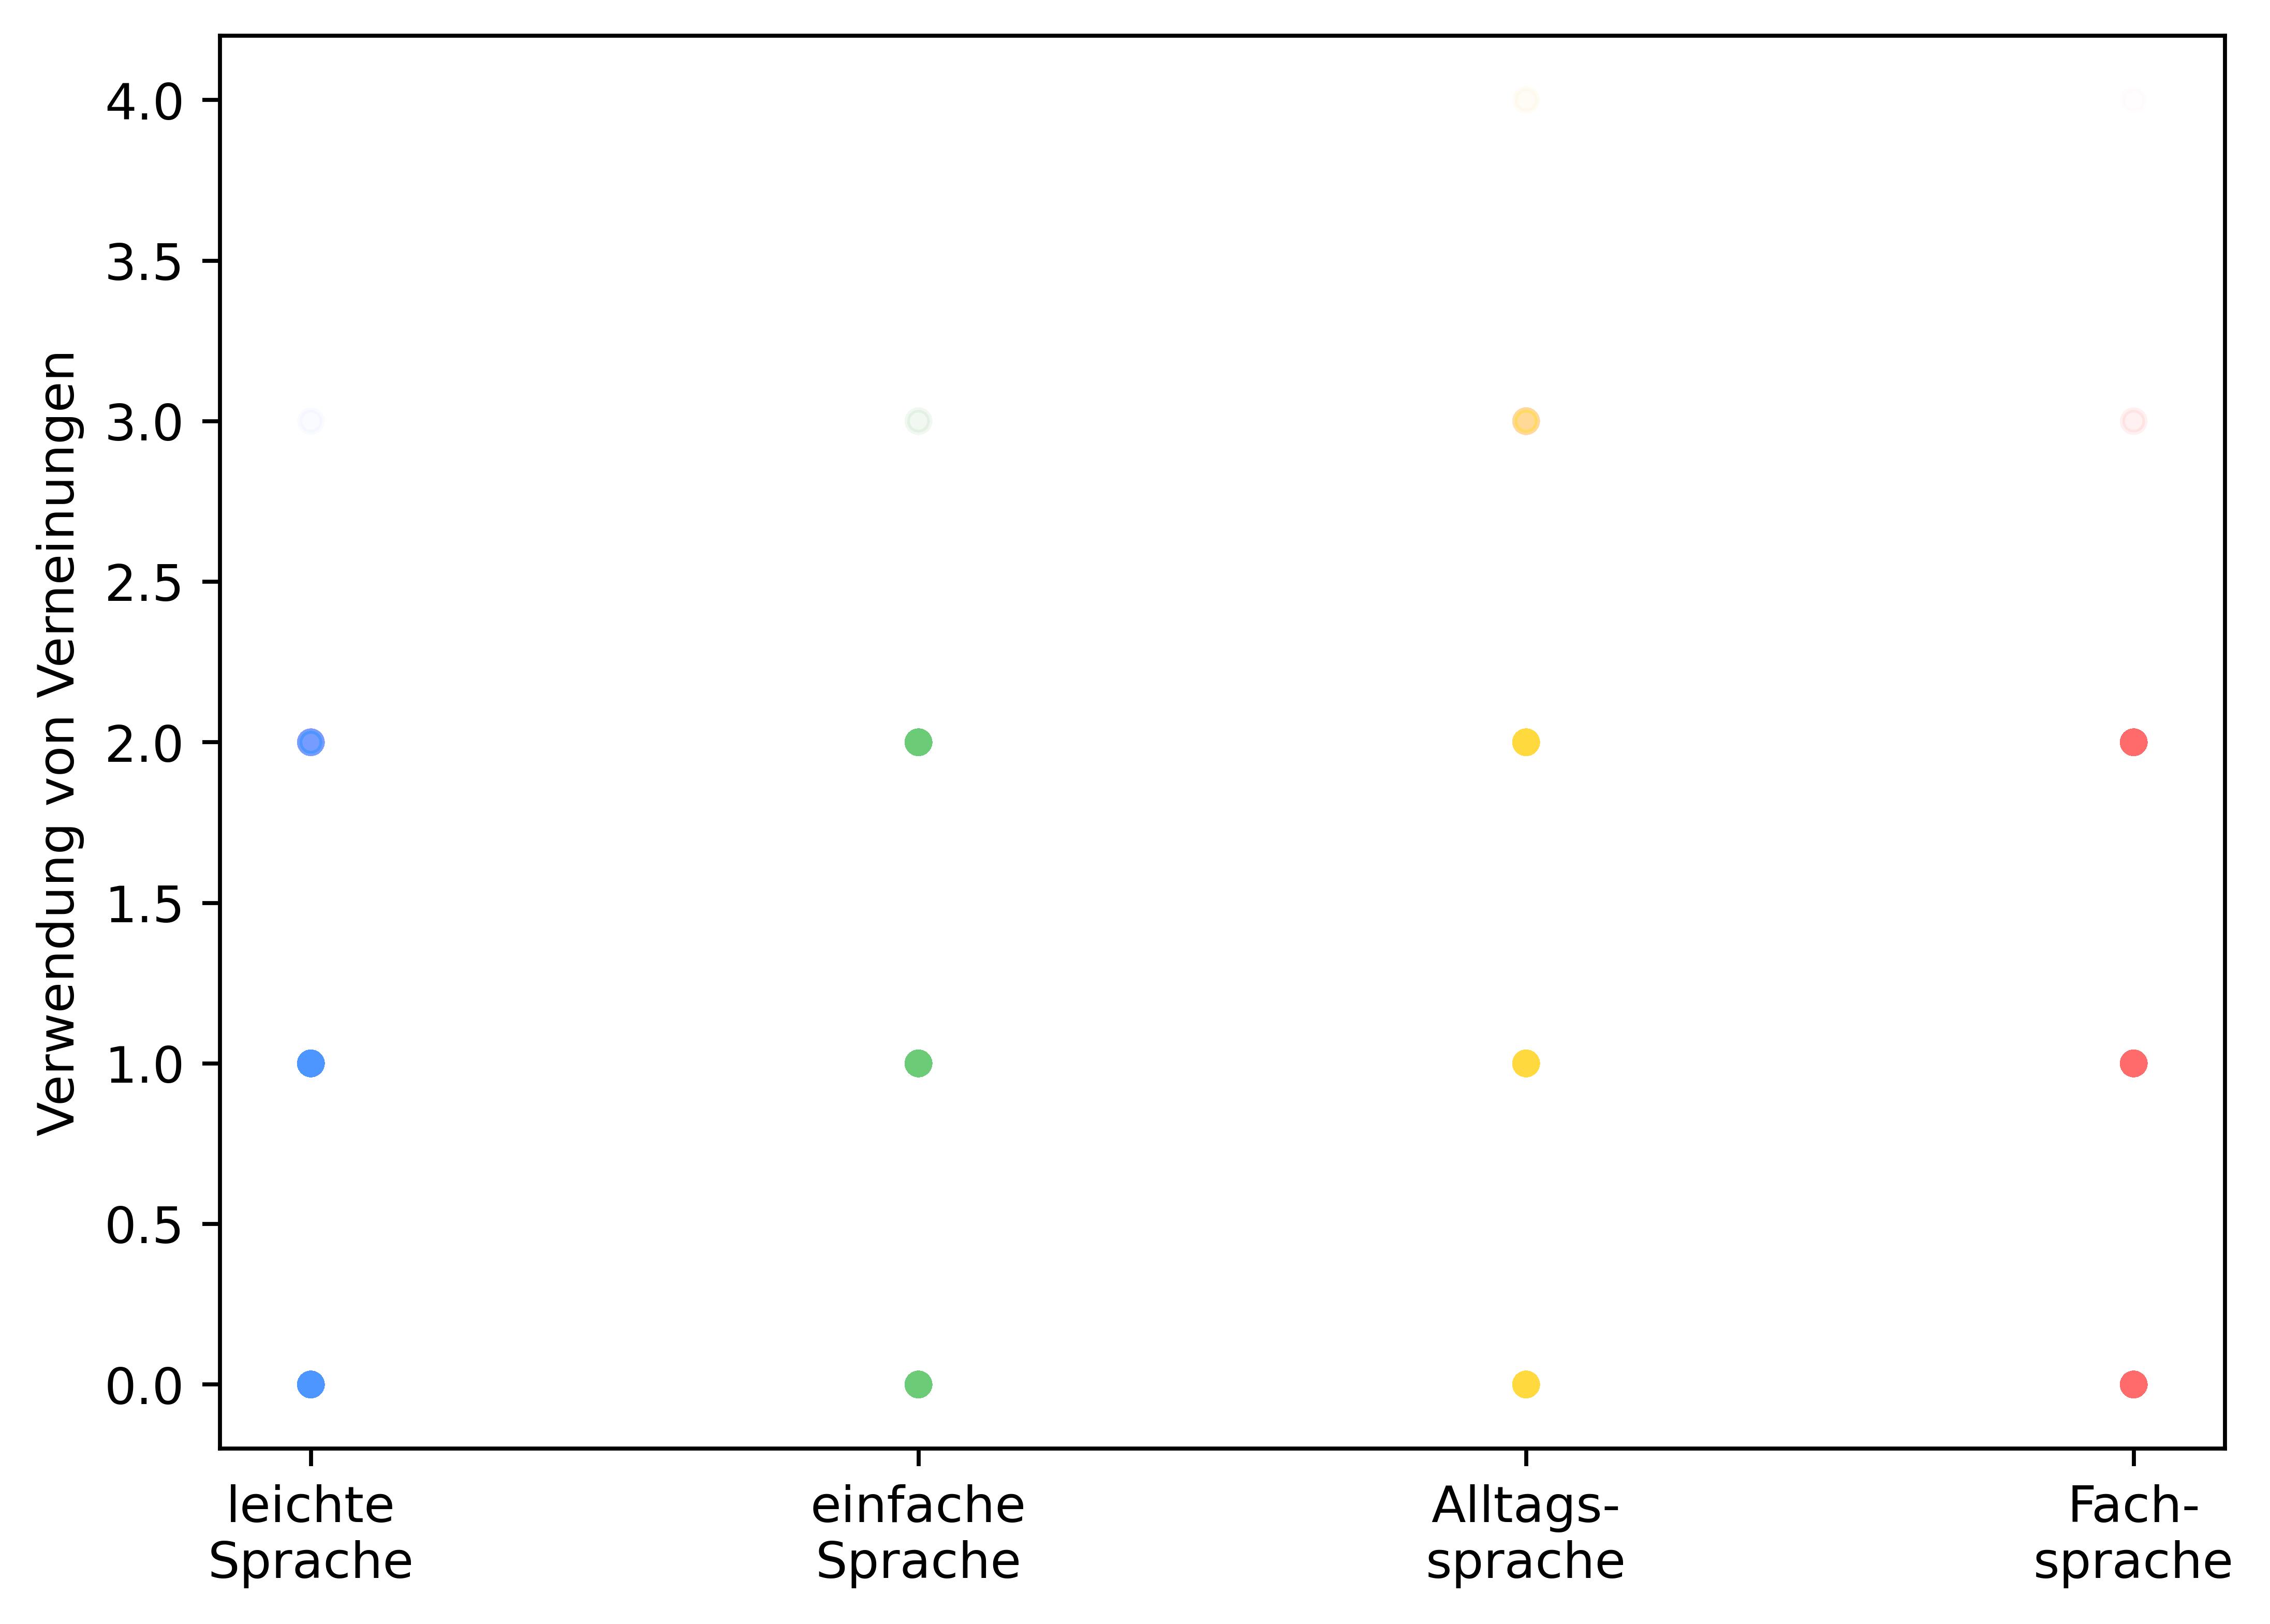 Verwendung von Verneinungen
4.0
3.5
3.0
2.5
2.0
1.5
1.0
0.5
0.0
leichte
Sprache
einfache
Sprache
Alltags-
sprache
Fach-
sprache